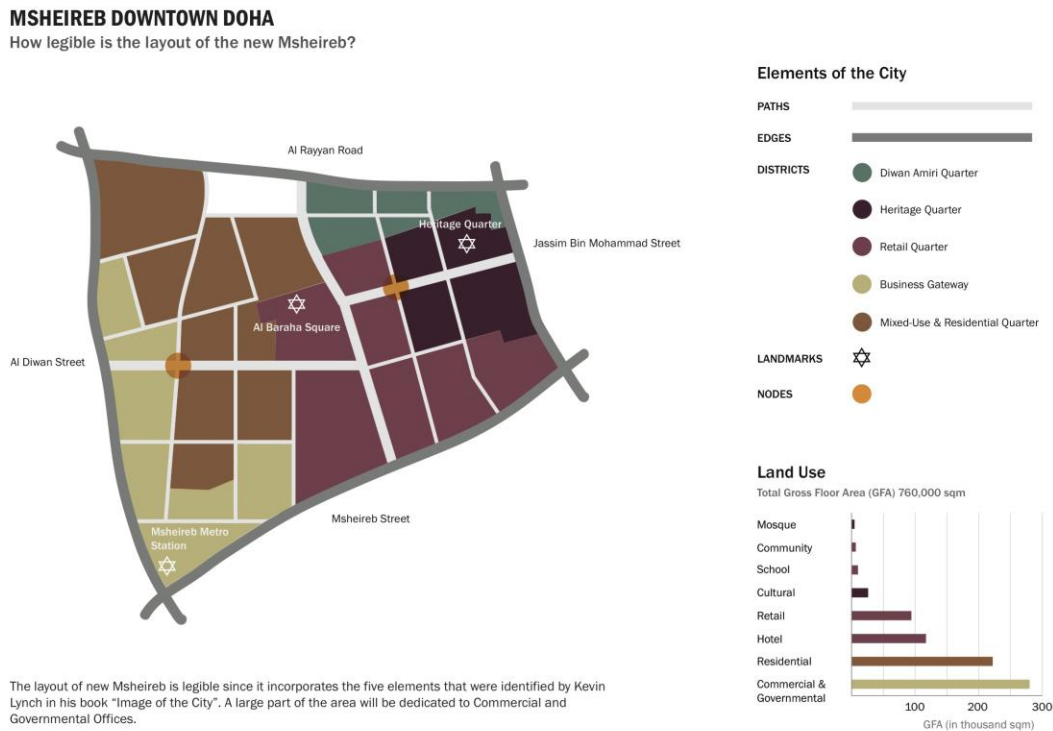 MSHEIREB DOWNTOWN DOHA
How legible is the layout of the new Msheireb?
Al Rayyan Road
Heritage Quarter
Jassim Bin Mohammad Street
Al Baraha Square
Al Diwan Street
Msheireb Street
Msheireb Metro
Station
Elements of the City
PATHS
EDGES
DISTRICTS
Diwan Amiri Quarter
Heritage Quarter
Retail Quarter
Business Gateway
Mixed-Use & Residential Quarter
LANDMARKS
NODES
Land Use
Total Gross Floor Area (GFA) 760,000 sqm
Mosque
Community
School
Cultural
Retail
Hotel
Residential
Commercial &
Governmental
100 200 300
GFA (in thousand sqm)
The layout of new Msheireb is legible since it incorporates the five elements that were identified by Kevin
Lynch in his book “Image of the City”. A large part of the area will be dedicated to Commercial and
Governmental Offices.